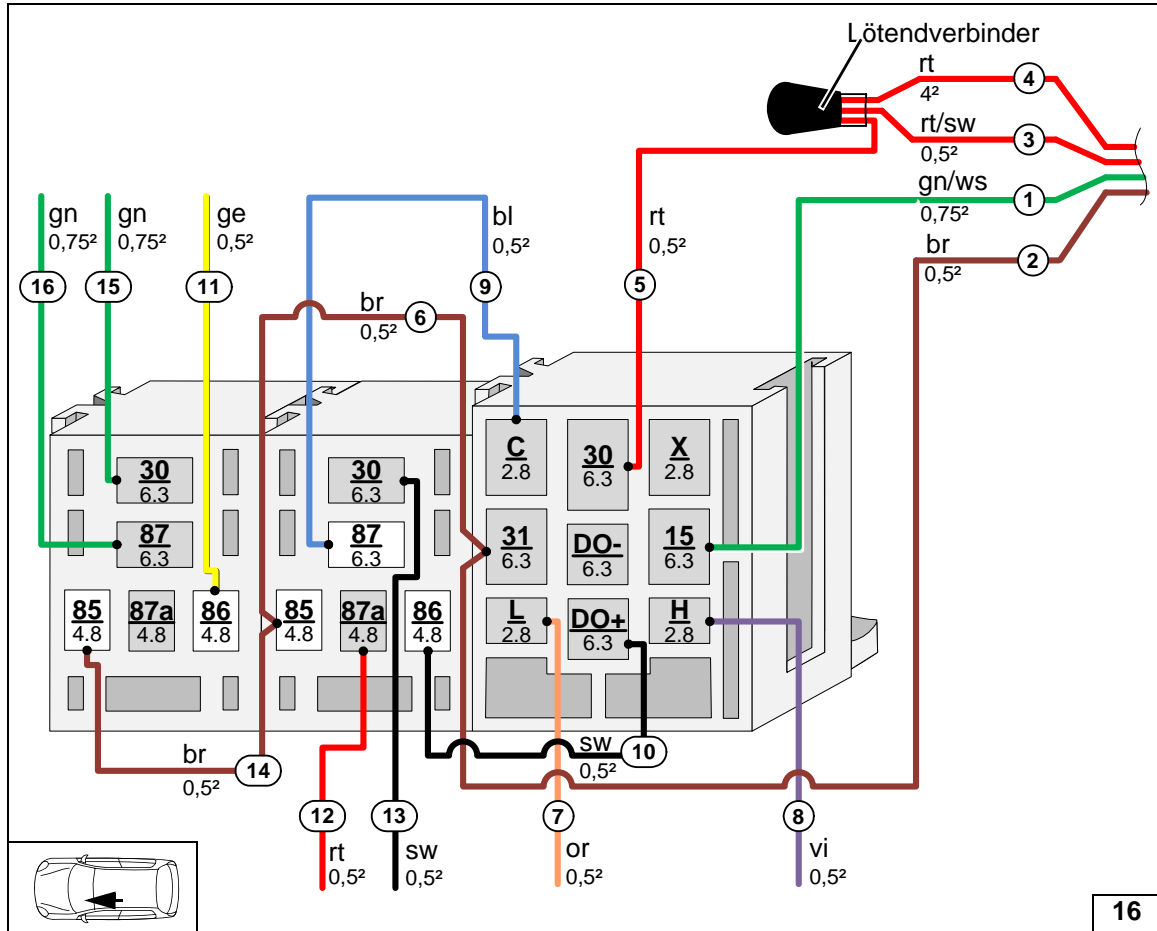 Lötendverbinder
rt
4²
4
rt/sw
0,5²
3
gn/ws
0,75²
1
br
0,5²
2
gn
0,75²
gn
0,75²
ge
0,5²
bl
0,5²
rt
0,5²
16
15
11
9
5
br
0,5²
6
C
2.8
30
6.3
X
2.8
30
6.3
30
6.3
87
6.3
87
6.3
31
6.3
DO-
6.3
15
6.3
85
4.8
87a
4.8
86
4.8
85
4.8
87a
4.8
86
4.8
L
2.8
DO+
6.3
H
2.8
br
0,5²
14
sw
0,5²
10
12
13
7
8
rt
0,5²
sw
0,5²
or
0,5²
vi
0,5²
16